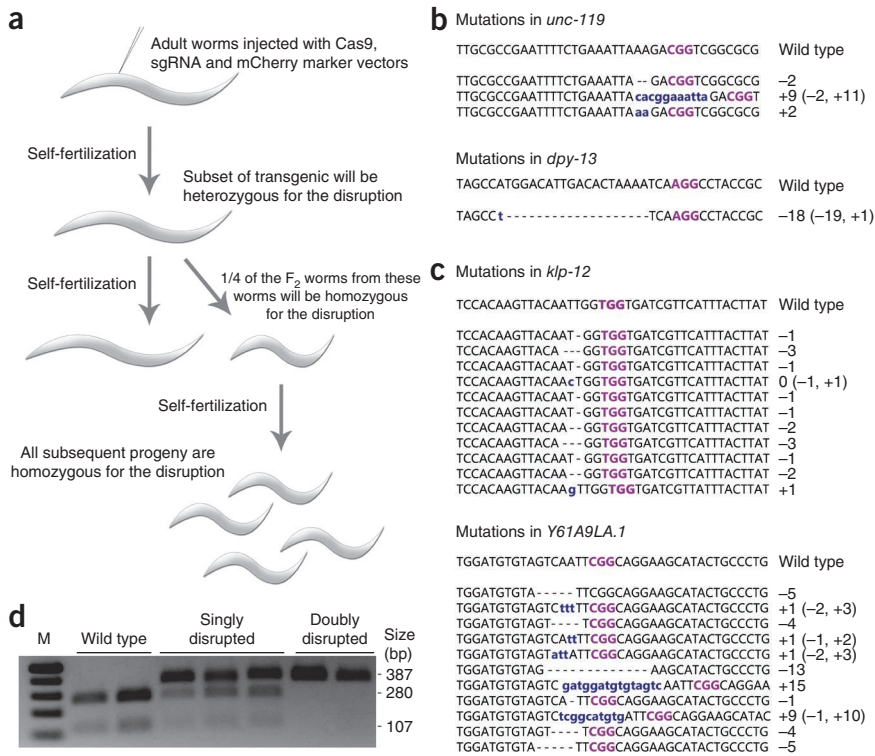 a
Adult worms injected with Cas9,
sgRNA and mCherry marker vectors
Self-fertilization
Subset of transgenic will be
heterozygous for the disruption
Self-fertilization
1/4 of the F2 worms from these
worms will be homozygous
for the disruption
Self-fertilization
All subsequent progeny are
homozygous for the disruption
b
Mutations in unc-119
TTGCGCCGAATTTTCTGAAATTAAAGACGGTCGGCGCG Wild type
TTGCGCCGAATTTTCTGAAATTA--GACGGTCGGCGCG –2
TTGCGCCGAATTTTCTGAAATTAcacggaaattaGACGGT +9 (–2, +11)
TTGCGCCGAATTTTCTGAAATTAaaGACGGTCGGCGCG +2
Mutations in dpy-13
TAGCCATGGACATTGACACTAAAATCAAGGCCTACCGC Wild type
TAGCCt-------------------TCAAGGCCTACCGC –18 (–19, +1)
c
Mutations in klp-12
TCCACAAGTTACAATTGGTGGTGATCGTTCATTTACTTAT Wild type
TCCACAAGTTACAAT-GGTGGTGATCGTTCATTTACTTAT –1
TCCACAAGTTACA---GGTGGTGATCGTTCATTTACTTAT –3
TCCACAAGTTACAAT-GGTGGTGATCGTTCATTTACTTAT –1
TCCACAAGTTACAAcTGGTGGTGATCGTTCATTTACTTAT 0 (–1, +1)
TCCACAAGTTACAAT-GGTGGTGATCGTTCATTTACTTAT –1
TCCACAAGTTACAAT-GGTGGTGATCGTTCATTTACTTAT –1
TCCACAAGTTACAA--GGTGGTGATCGTTCATTTACTTAT –2
TCCACAAGTTACA---GGTGGTGATCGTTCATTTACTTAT –3
TCCACAAGTTACAAT-GGTGGTGATCGTTCATTTACTTAT –1
TCCACAAGTTACAA--GGTGGTGATCGTTCATTTACTTAT –2
TCCACAAGTTACAAgTTGGTGGTGATCGTTATTTACTTAT +1
Mutations in Y61A9LA.1
TGGATGTGTAGTCAATTCGGCAGGAAGCATACTGCCCTG Wild type
TGGATGTGTA-----TTCGGCAGGAAGCATACTGCCCTG –5
TGGATGTGTAGTCtttTTCGGCAGGAAGCATACTGCCCTG +1 (–2, +3)
TGGATGTGTAGT----TCGGCAGGAAGCATACTGCCCTG –4
TGGATGTGTAGTCAttTTCGGCAGGAAGCATACTGCCCTG +1 (–1, +2)
TGGATGTGTAGTattATTCGGCAGGAAGCATACTGCCCTG +1 (–2, +3)
TGGATGTGTAG-------------AAGCATACTGCCCTG –13
TGGATGTGTAGTCgatggatgtgtagtcAATTCGGCAGGAA +15
TGGATGTGTAGTCA-TTCGGCAGGAAGCATACTGCCCTG –1
TGGATGTGTAGTCtcggcatgtgATTCGGCAGGAAGCATAC +9 (–1, +10)
TGGATGTGTAGT----TCGGCAGGAAGCATACTGCCCTG –4
TGGATGTGTA-----TTCGGCAGGAAGCATACTGCCCTG –5
d
M Wild type Singly disrupted Doubly disrupted Size (bp)
387
280
107